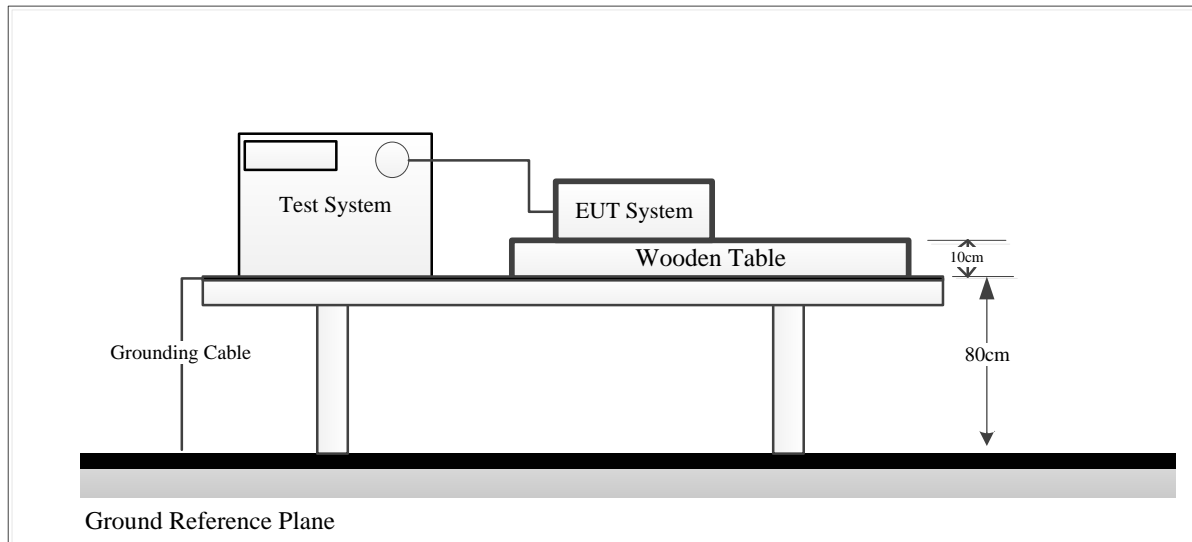 Test System
EUT System
Wooden Table
10cm
Grounding Cable
80cm
Ground Reference Plane